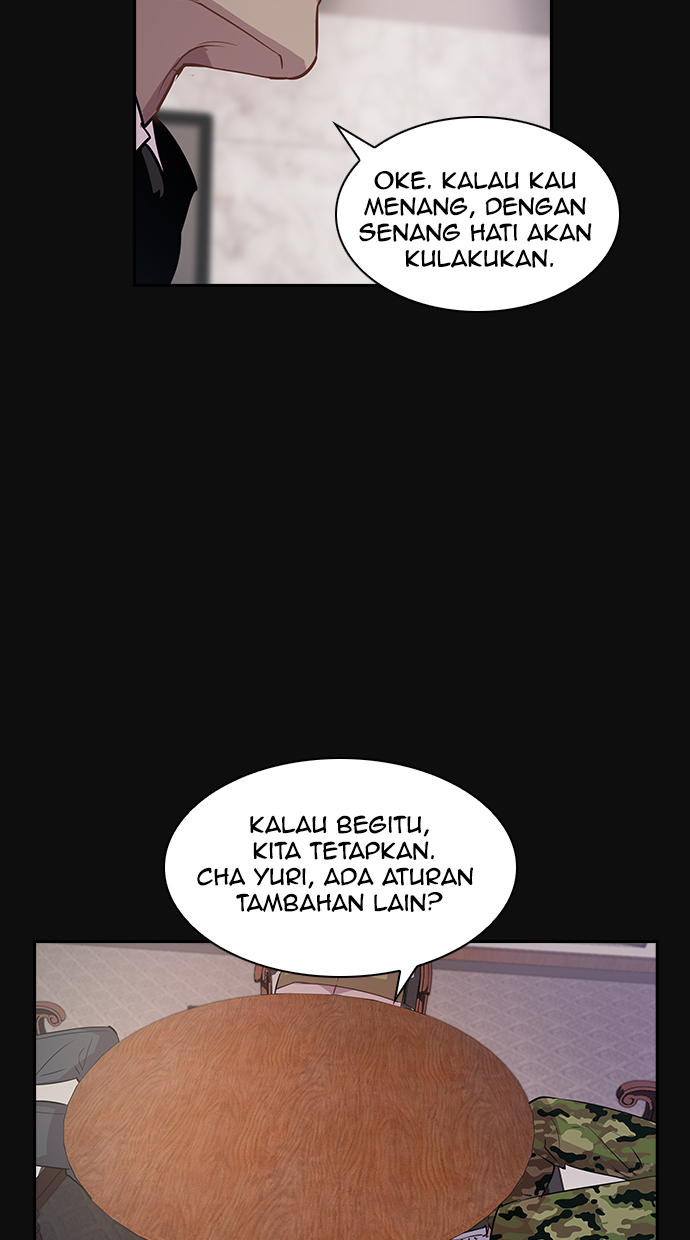 OKE. KALAU KAU
MENANG, DENGAN
SENANG HATI AKAN
KULAKUKAN.
KALAU BEGITU,
KITA TETAPKAN.
CHA YURI, ADA ATURAN
TAMBAHAN LAIN?